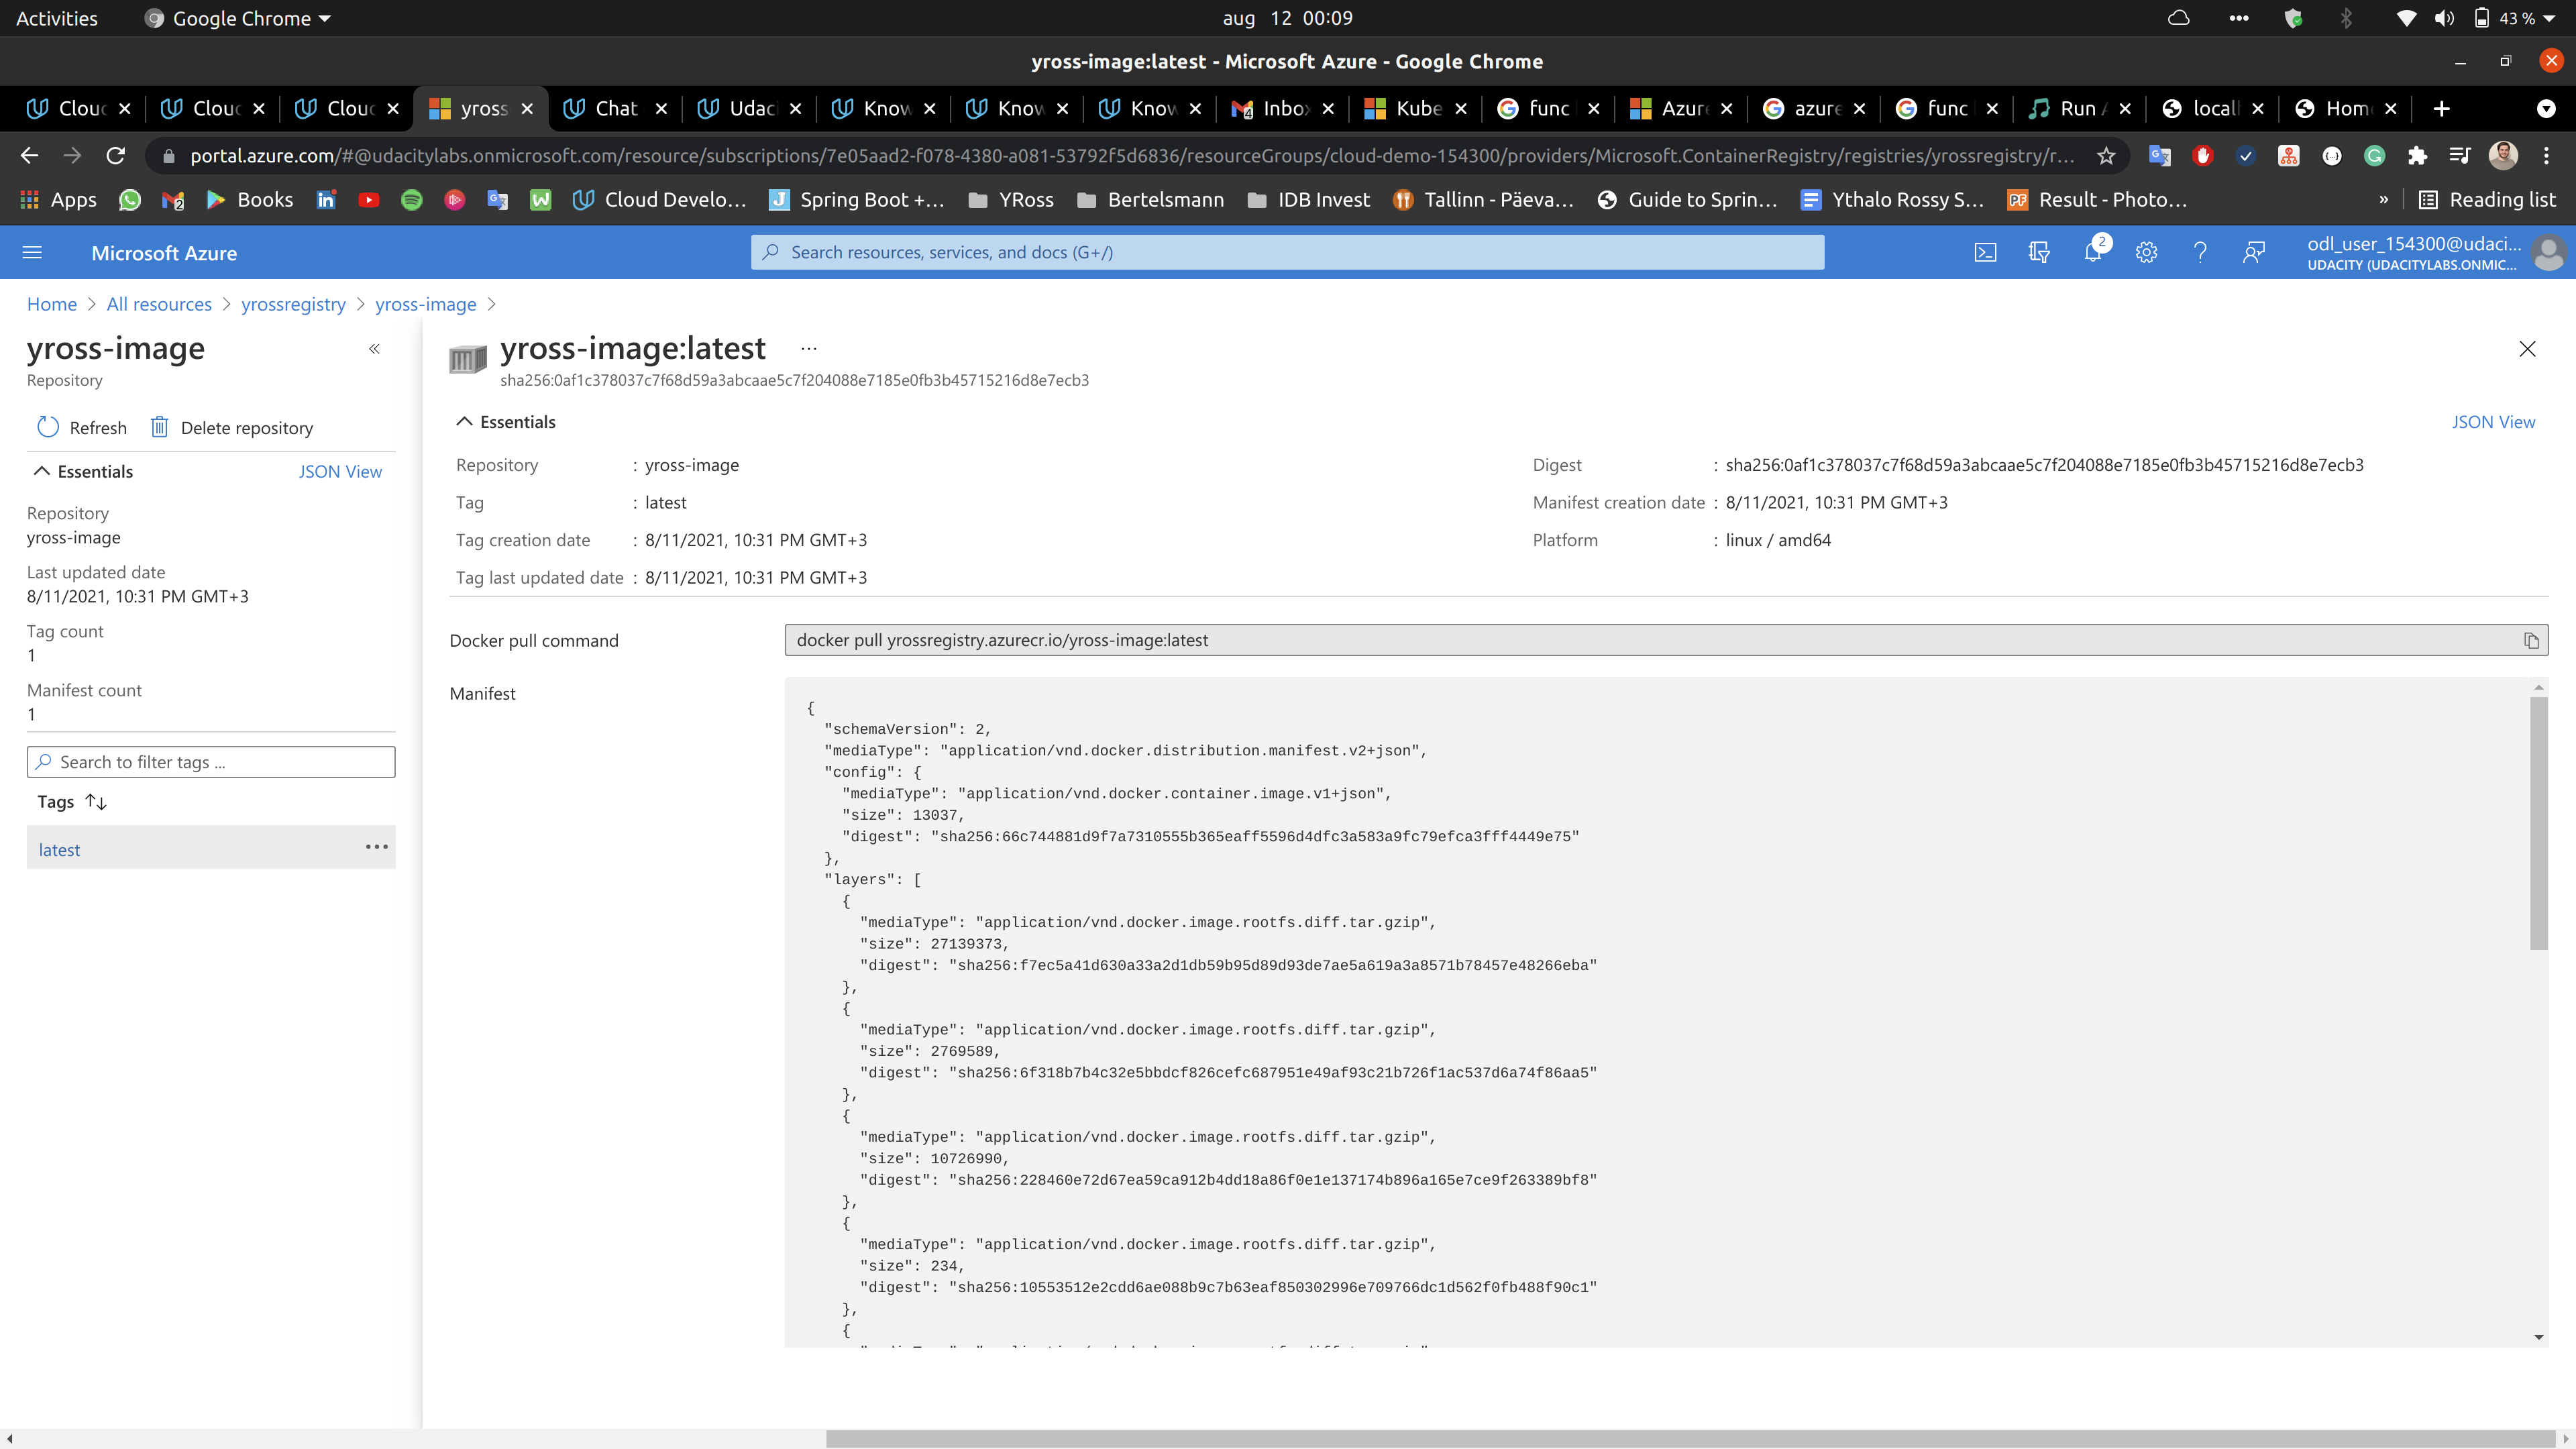 Activities Google Chrome aug 12 00:09 43 %
yross-image:latest - Microsoft Azure - Google Chrome
Clou Clou Clou yross Chat Udaci Know Know Know Inbox Kube func Azure azure func Run locall Home
portal.azure.com/#@udacitylabs.onmicrosoft.com/resource/subscriptions/7e05aad2-f078-4380-a081-53792f5d6836/resourceGroups/cloud-demo-154300/providers/Microsoft.ContainerRegistry/registries/yrossregistry/r...
Apps Books Cloud Develo... Spring Boot +... YRoss Bertelsmann IDB Invest Tallinn - Päeva... Guide to Sprin... Ythalo Rossy S... Result - Photo... » Reading list
Microsoft Azure Search resources, services, and docs (G+/) 2 odl_user_154300@udaci...
UDACITY (UDACITYLABS.ONMIC...
Home > All resources > yrossregistry > yross-image >
yross-image «
Repository
Refresh Delete repository
Essentials JSON View
Repository
yross-image
Last updated date
8/11/2021, 10:31 PM GMT+3
Tag count
1
Manifest count
1
Search to filter tags ...
Tags
latest ...
yross-image:latest ...
sha256:0af1c378037c7f68d59a3abcaae5c7f204088e7185e0fb3b45715216d8e7ecb3
Essentials JSON View
Repository : yross-image
Tag : latest
Tag creation date : 8/11/2021, 10:31 PM GMT+3
Tag last updated date : 8/11/2021, 10:31 PM GMT+3
Digest : sha256:0af1c378037c7f68d59a3abcaae5c7f204088e7185e0fb3b45715216d8e7ecb3
Manifest creation date : 8/11/2021, 10:31 PM GMT+3
Platform : linux / amd64
Docker pull command docker pull yrossregistry.azurecr.io/yross-image:latest
Manifest
{
"schemaVersion": 2,
"mediaType": "application/vnd.docker.distribution.manifest.v2+json",
"config": {
"mediaType": "application/vnd.docker.container.image.v1+json",
"size": 13037,
"digest": "sha256:66c744881d9f7a7310555b365eaff5596d4dfc3a583a9fc79efca3fff4449e75"
},
"layers": [
{
"mediaType": "application/vnd.docker.image.rootfs.diff.tar.gzip",
"size": 27139373,
"digest": "sha256:f7ec5a41d630a33a2d1db59b95d89d93de7ae5a619a3a8571b78457e48266eba"
},
{
"mediaType": "application/vnd.docker.image.rootfs.diff.tar.gzip",
"size": 2769589,
"digest": "sha256:6f318b7b4c32e5bbdcf826cefc687951e49af93c21b726f1ac537d6a74f86aa5"
},
{
"mediaType": "application/vnd.docker.image.rootfs.diff.tar.gzip",
"size": 10726990,
"digest": "sha256:228460e72d67ea59ca912b4dd18a86f0e1e137174b896a165e7ce9f263389bf8"
},
{
"mediaType": "application/vnd.docker.image.rootfs.diff.tar.gzip",
"size": 234,
"digest": "sha256:10553512e2cdd6ae088b9c7b63eaf850302996e709766dc1d562f0fb488f90c1"
},
{